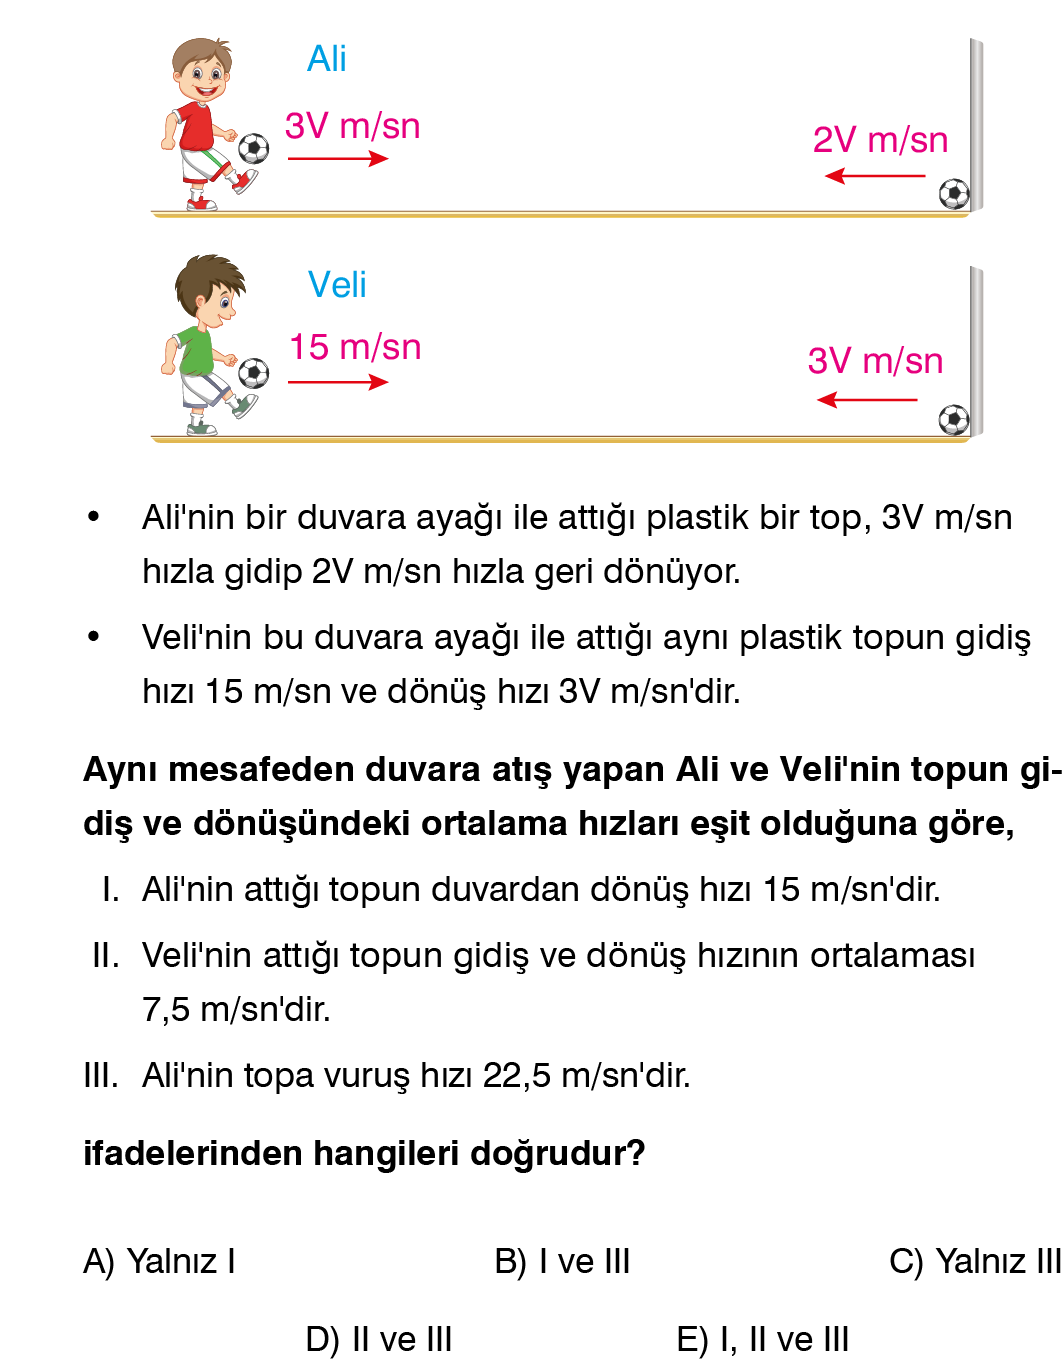 Ali
3V m/sn
2V m/sn
Veli
15 m/sn
3V m/sn
• Ali'nin bir duvara ayağı ile attığı plastik bir top, 3V m/sn
hızla gidip 2V m/sn hızla geri dönüyor.
• Veli'nin bu duvara ayağı ile attığı aynı plastik topun gidiş
hızı 15 m/sn ve dönüş hızı 3V m/sn'dir.
Aynı mesafeden duvara atış yapan Ali ve Veli'nin topun gi-
diş ve dönüşündeki ortalama hızları eşit olduğuna göre,
I. Ali'nin attığı topun duvardan dönüş hızı 15 m/sn'dir.
II. Veli'nin attığı topun gidiş ve dönüş hızının ortalaması
7,5 m/sn'dir.
III. Ali'nin topa vuruş hızı 22,5 m/sn'dir.
ifadelerinden hangileri doğrudur?
A) Yalnız I B) I ve III C) Yalnız III
D) II ve III E) I, II ve III